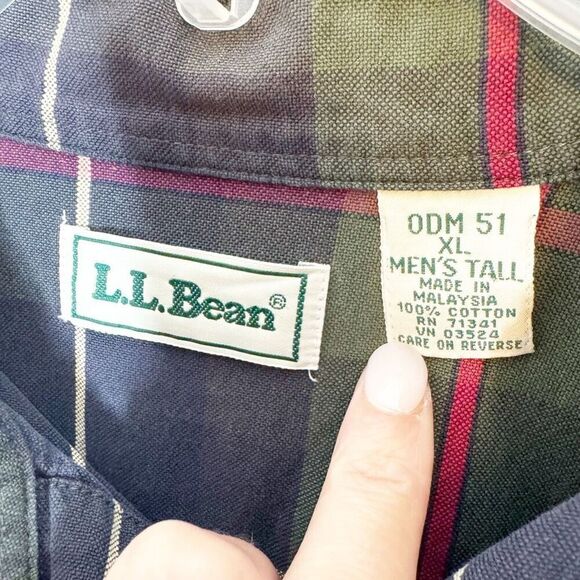 L.L.Bean®
ODM 51
XL
MEN'S TALL
MADE IN
MALAYSIA
100% COTTON
RN 71341
VN 03524
CARE ON REVERSE